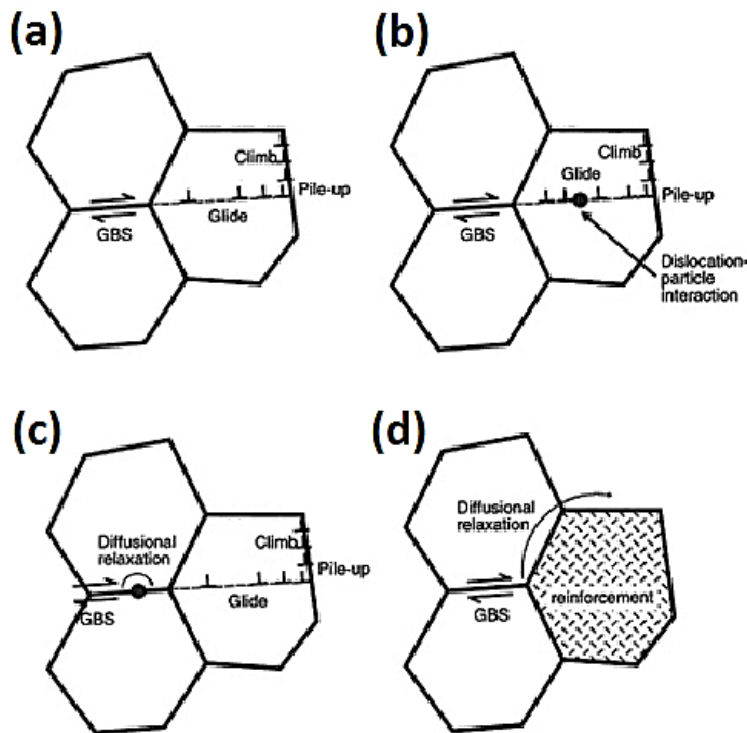 (a)
Climb
Pile-up
Glide
GBS
(b)
Climb
Glide
Pile-up
GBS
Dislocation-
particle
interaction
(c)
Diffusional
relaxation
Climb
Pile-up
GBS
Glide
(d)
Diffusional
relaxation
reinforcement
GBS